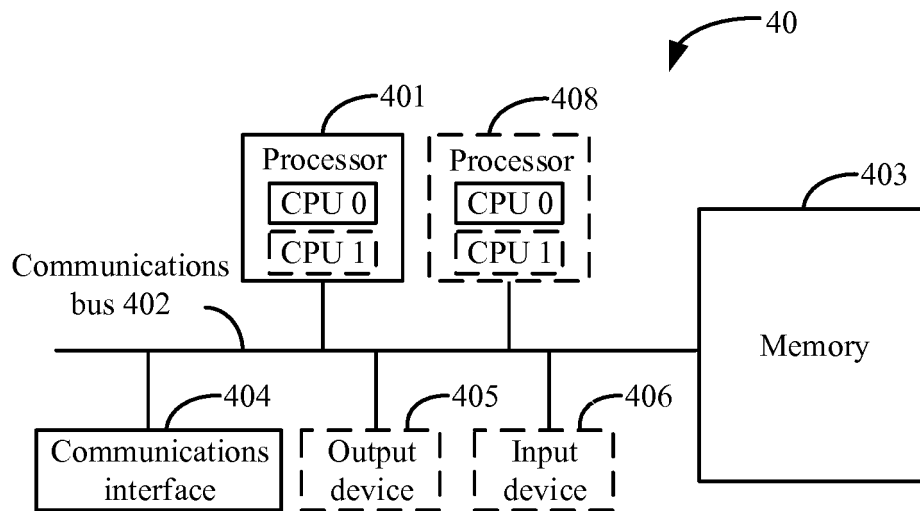 40
401
408
Processor
CPU 0
CPU 1
Processor
CPU 0
CPU 1
403
Communications
bus 402
Memory
404
405
406
Communications
interface
Output
device
Input
device